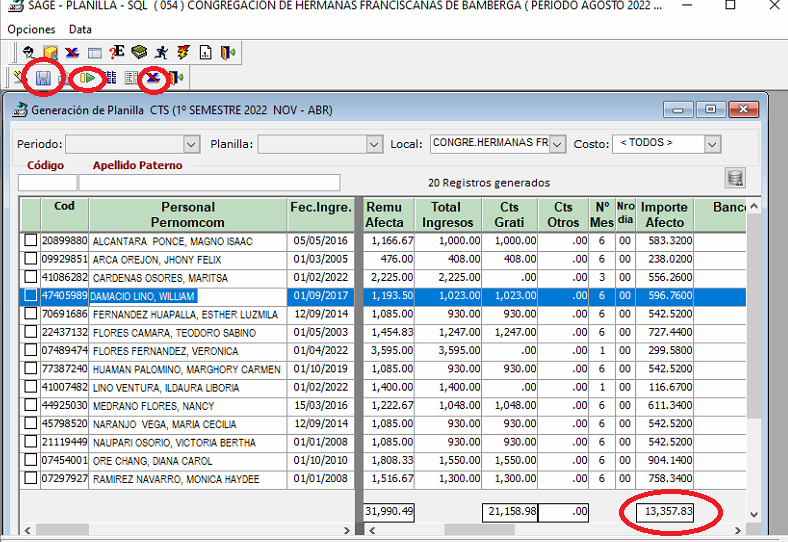 SAGE - PLANILLA - SQL ( 054 ) CONGREGACION DE HERMANAS FRANCISCANAS DE BAMBERGA ( PERIODO AGOSTO 2022 ...
Opciones Data
Generación de Planilla CTS (1º SEMESTRE 2022 NOV - ABR)
Periodo: Planilla: Local: CONGRE.HERMANAS FR Costo: < TODOS >
Código Apellido Paterno
20 Registros generados
Cod Personal Pernomcom Fec.Ingre. Remu Afecta Total Ingresos Cts Grati Cts Otros Nº Mes Nro dia Importe Afecto Banco
20899880 ALCANTARA PONCE, MAGNO ISAAC 05/05/2016 1,166.67 1,000.00 1,000.00 .00 6 00 583.3200
09929851 ARCA OREJON, JHONY FELIX 01/03/2005 476.00 408.00 408.00 .00 6 00 238.0200
41086282 CARDENAS OSORES, MARITSA 01/02/2022 2,225.00 2,225.00 .00 .00 3 00 556.2600
47405989 DAMACIO LINO, WILLIAM 01/09/2017 1,193.50 1,023.00 1,023.00 .00 6 00 596.7600
70691686 FERNANDEZ HUAPALLA, ESTHER LUZMILA 12/09/2014 1,085.00 930.00 930.00 .00 6 00 542.5200
22437132 FLORES CAMARA, TEODORO SABINO 01/05/2003 1,454.83 1,247.00 1,247.00 .00 6 00 727.4400
07489474 FLORES FERNANDEZ, VERONICA 01/04/2022 3,595.00 3,595.00 .00 .00 1 00 299.5800
77387240 HUAMAN PALOMINO, MARGHORY CARMEN 01/10/2019 1,085.00 930.00 930.00 .00 6 00 542.5200
41007482 LINO VENTURA, ILDAURA LIBORIA 01/02/2022 1,400.00 1,400.00 .00 .00 1 00 116.6700
44925030 MEDRANO FLORES, NANCY 15/03/2016 1,222.67 1,048.00 1,048.00 .00 6 00 611.3400
45798520 NARANJO VEGA, MARIA CECILIA 12/09/2014 1,085.00 930.00 930.00 .00 6 00 542.5200
21119449 NAUPARI OSORIO, VICTORIA BERTHA 01/01/2008 1,085.00 930.00 930.00 .00 6 00 542.5200
07454001 ORE CHANG, DIANA CAROL 01/10/2010 1,808.33 1,550.00 1,550.00 .00 6 00 904.1400
07297927 RAMIREZ NAVARRO, MONICA HAYDEE 01/01/2008 1,516.67 1,300.00 1,300.00 .00 6 00 758.3400
31,990.49 21,158.98 .00 13,357.83